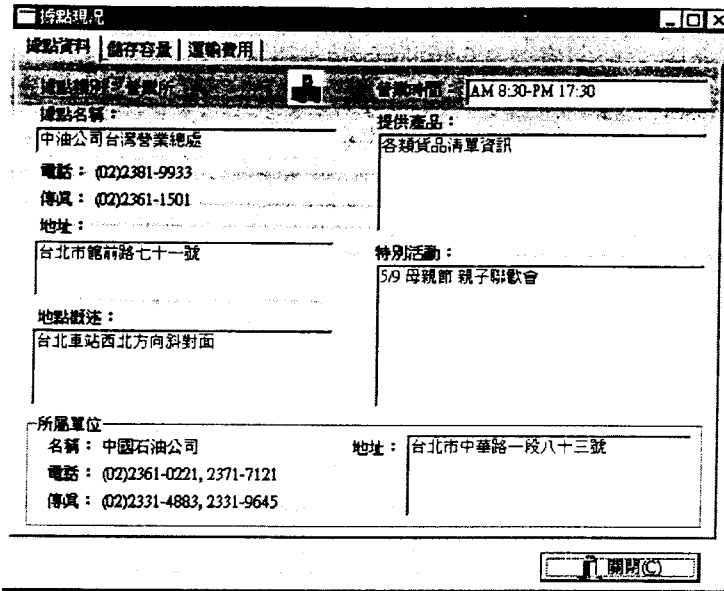 據點現況
據點資料 儲存容量 運輸費用
據點類別：營業所 營業時間： AM 8:30-PM 17:30
據點名稱：
中油公司台灣營業總處
電話：(02)2381-9933
傳真：(02)2361-1501
地址：
台北市館前路七十一號
地點概述：
台北車站西北方向斜對面
提供產品：
各類貨品清單資訊
特別活動：
5/9 母親節 親子聯歡會
所屬單位
名稱：中國石油公司
電話：(02)2361-0221, 2371-7121
傳真：(02)2331-4883, 2331-9645
地址：台北市中華路一段八十三號
關閉(C)